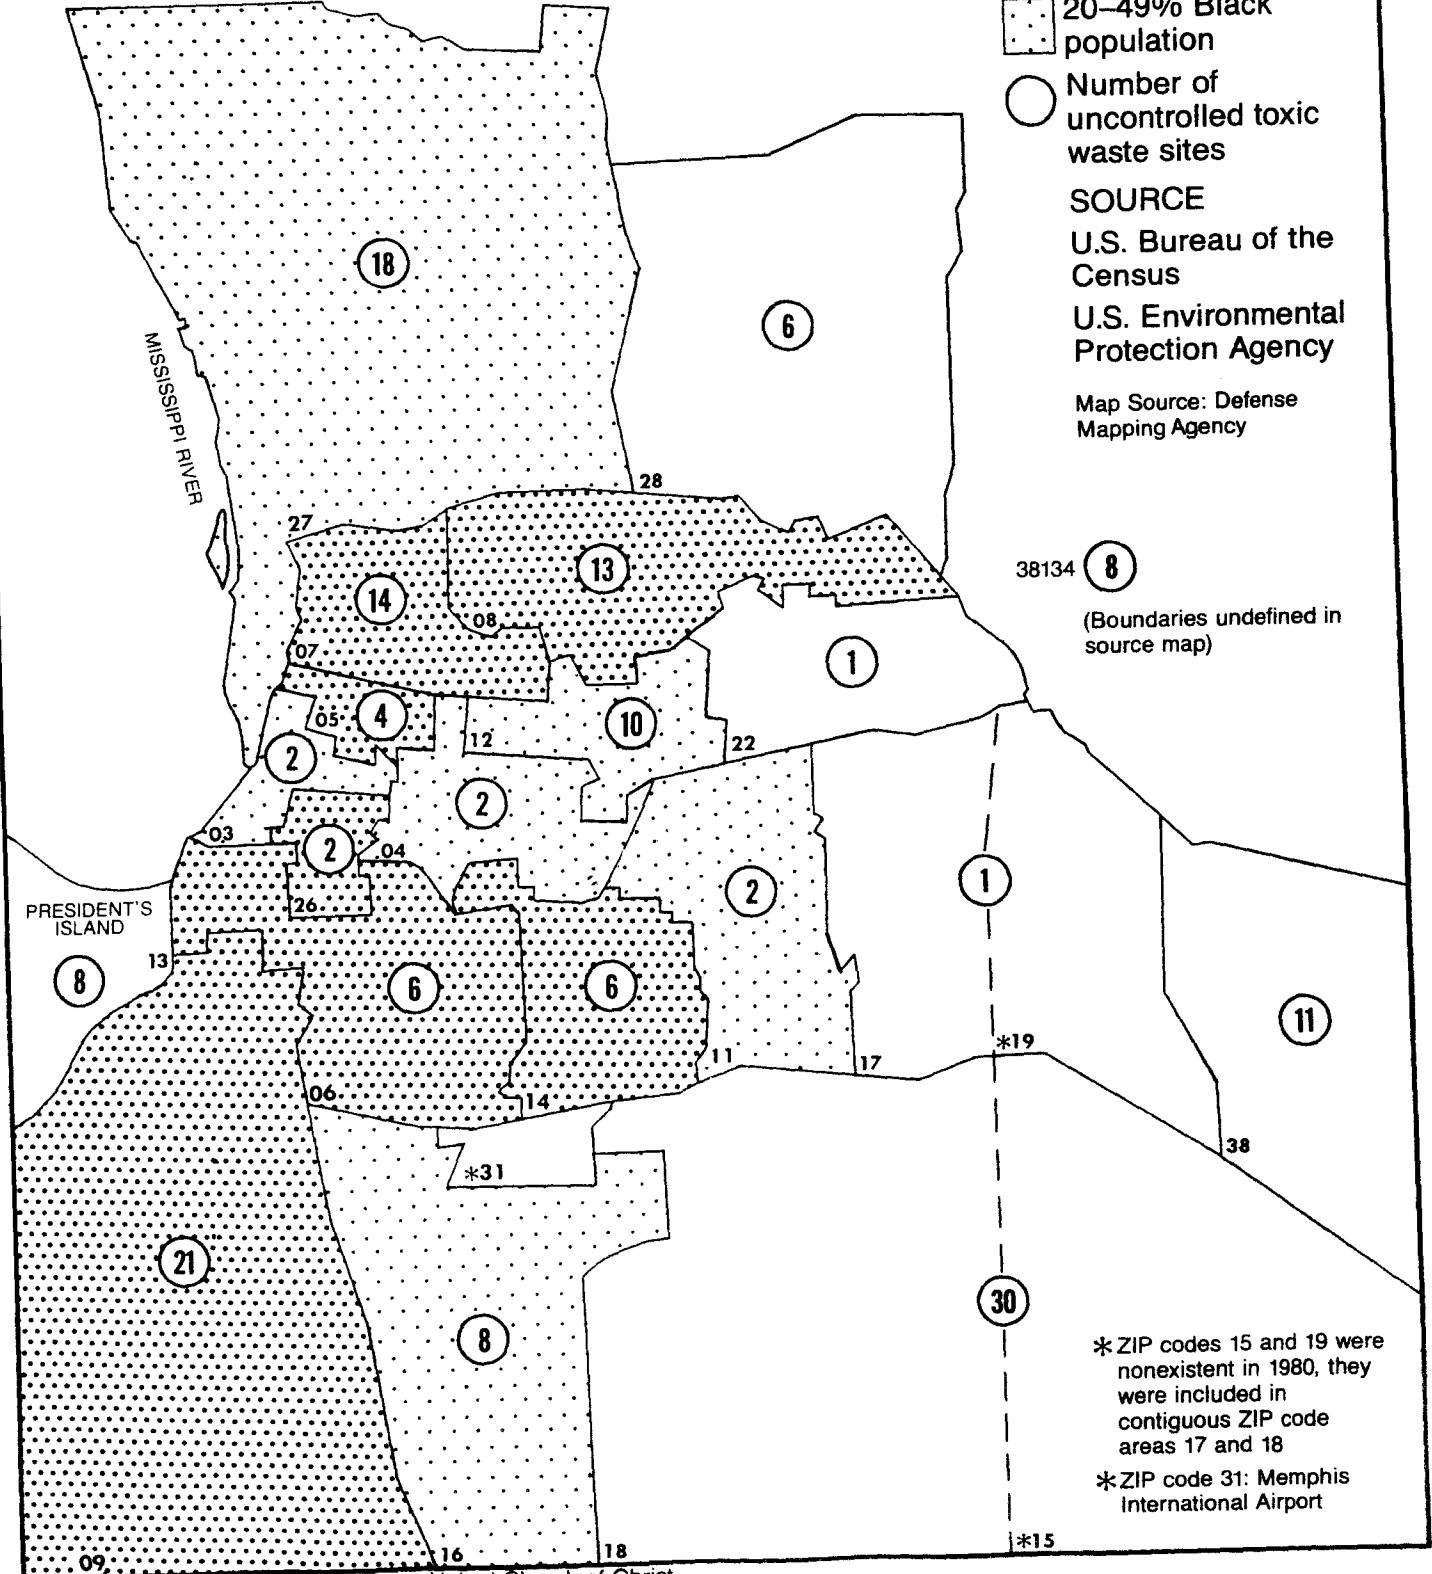 20–49% Black
population
Number of
uncontrolled toxic
waste sites
SOURCE
U.S. Bureau of the
Census
U.S. Environmental
Protection Agency
Map Source: Defense
Mapping Agency
18
6
MISSISSIPPI RIVER
28
27
13
38134 8
(Boundaries undefined in
source map)
14
08
07
1
05
4
10
12
22
2
2
03
2
04
2
1
26
PRESIDENT'S
ISLAND
13
8
6
6
11
*19
11
17
06
14
38
*31
21
30
8
*ZIP codes 15 and 19 were
nonexistent in 1980, they
were included in
contiguous ZIP code
areas 17 and 18
*ZIP code 31: Memphis
International Airport
09
16
18
*15